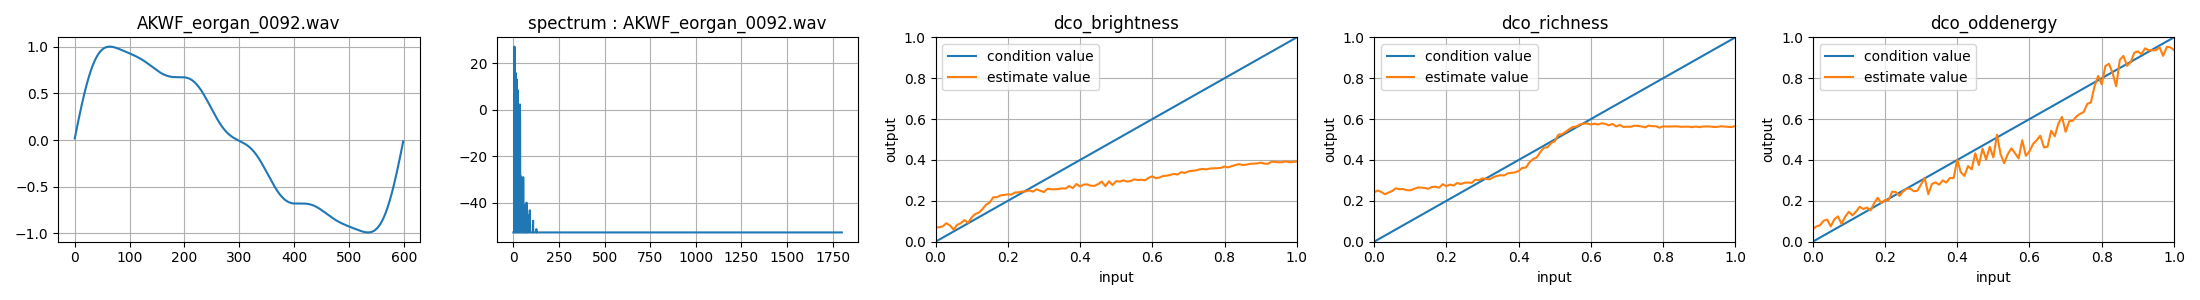 AKWF_eorgan_0092.wav
1.0
0.5
0.0
−0.5
−1.0
0 100 200 300 400 500 600
spectrum : AKWF_eorgan_0092.wav
20
0
−20
−40
0 250 500 750 1000 1250 1500 1750
dco_brightness
condition value
estimate value
output
1.0
0.8
0.6
0.4
0.2
0.0
0.0 0.2 0.4 0.6 0.8 1.0
input
dco_richness
condition value
estimate value
output
1.0
0.8
0.6
0.4
0.2
0.0
0.0 0.2 0.4 0.6 0.8 1.0
input
dco_oddenergy
condition value
estimate value
output
1.0
0.8
0.6
0.4
0.2
0.0
0.0 0.2 0.4 0.6 0.8 1.0
input